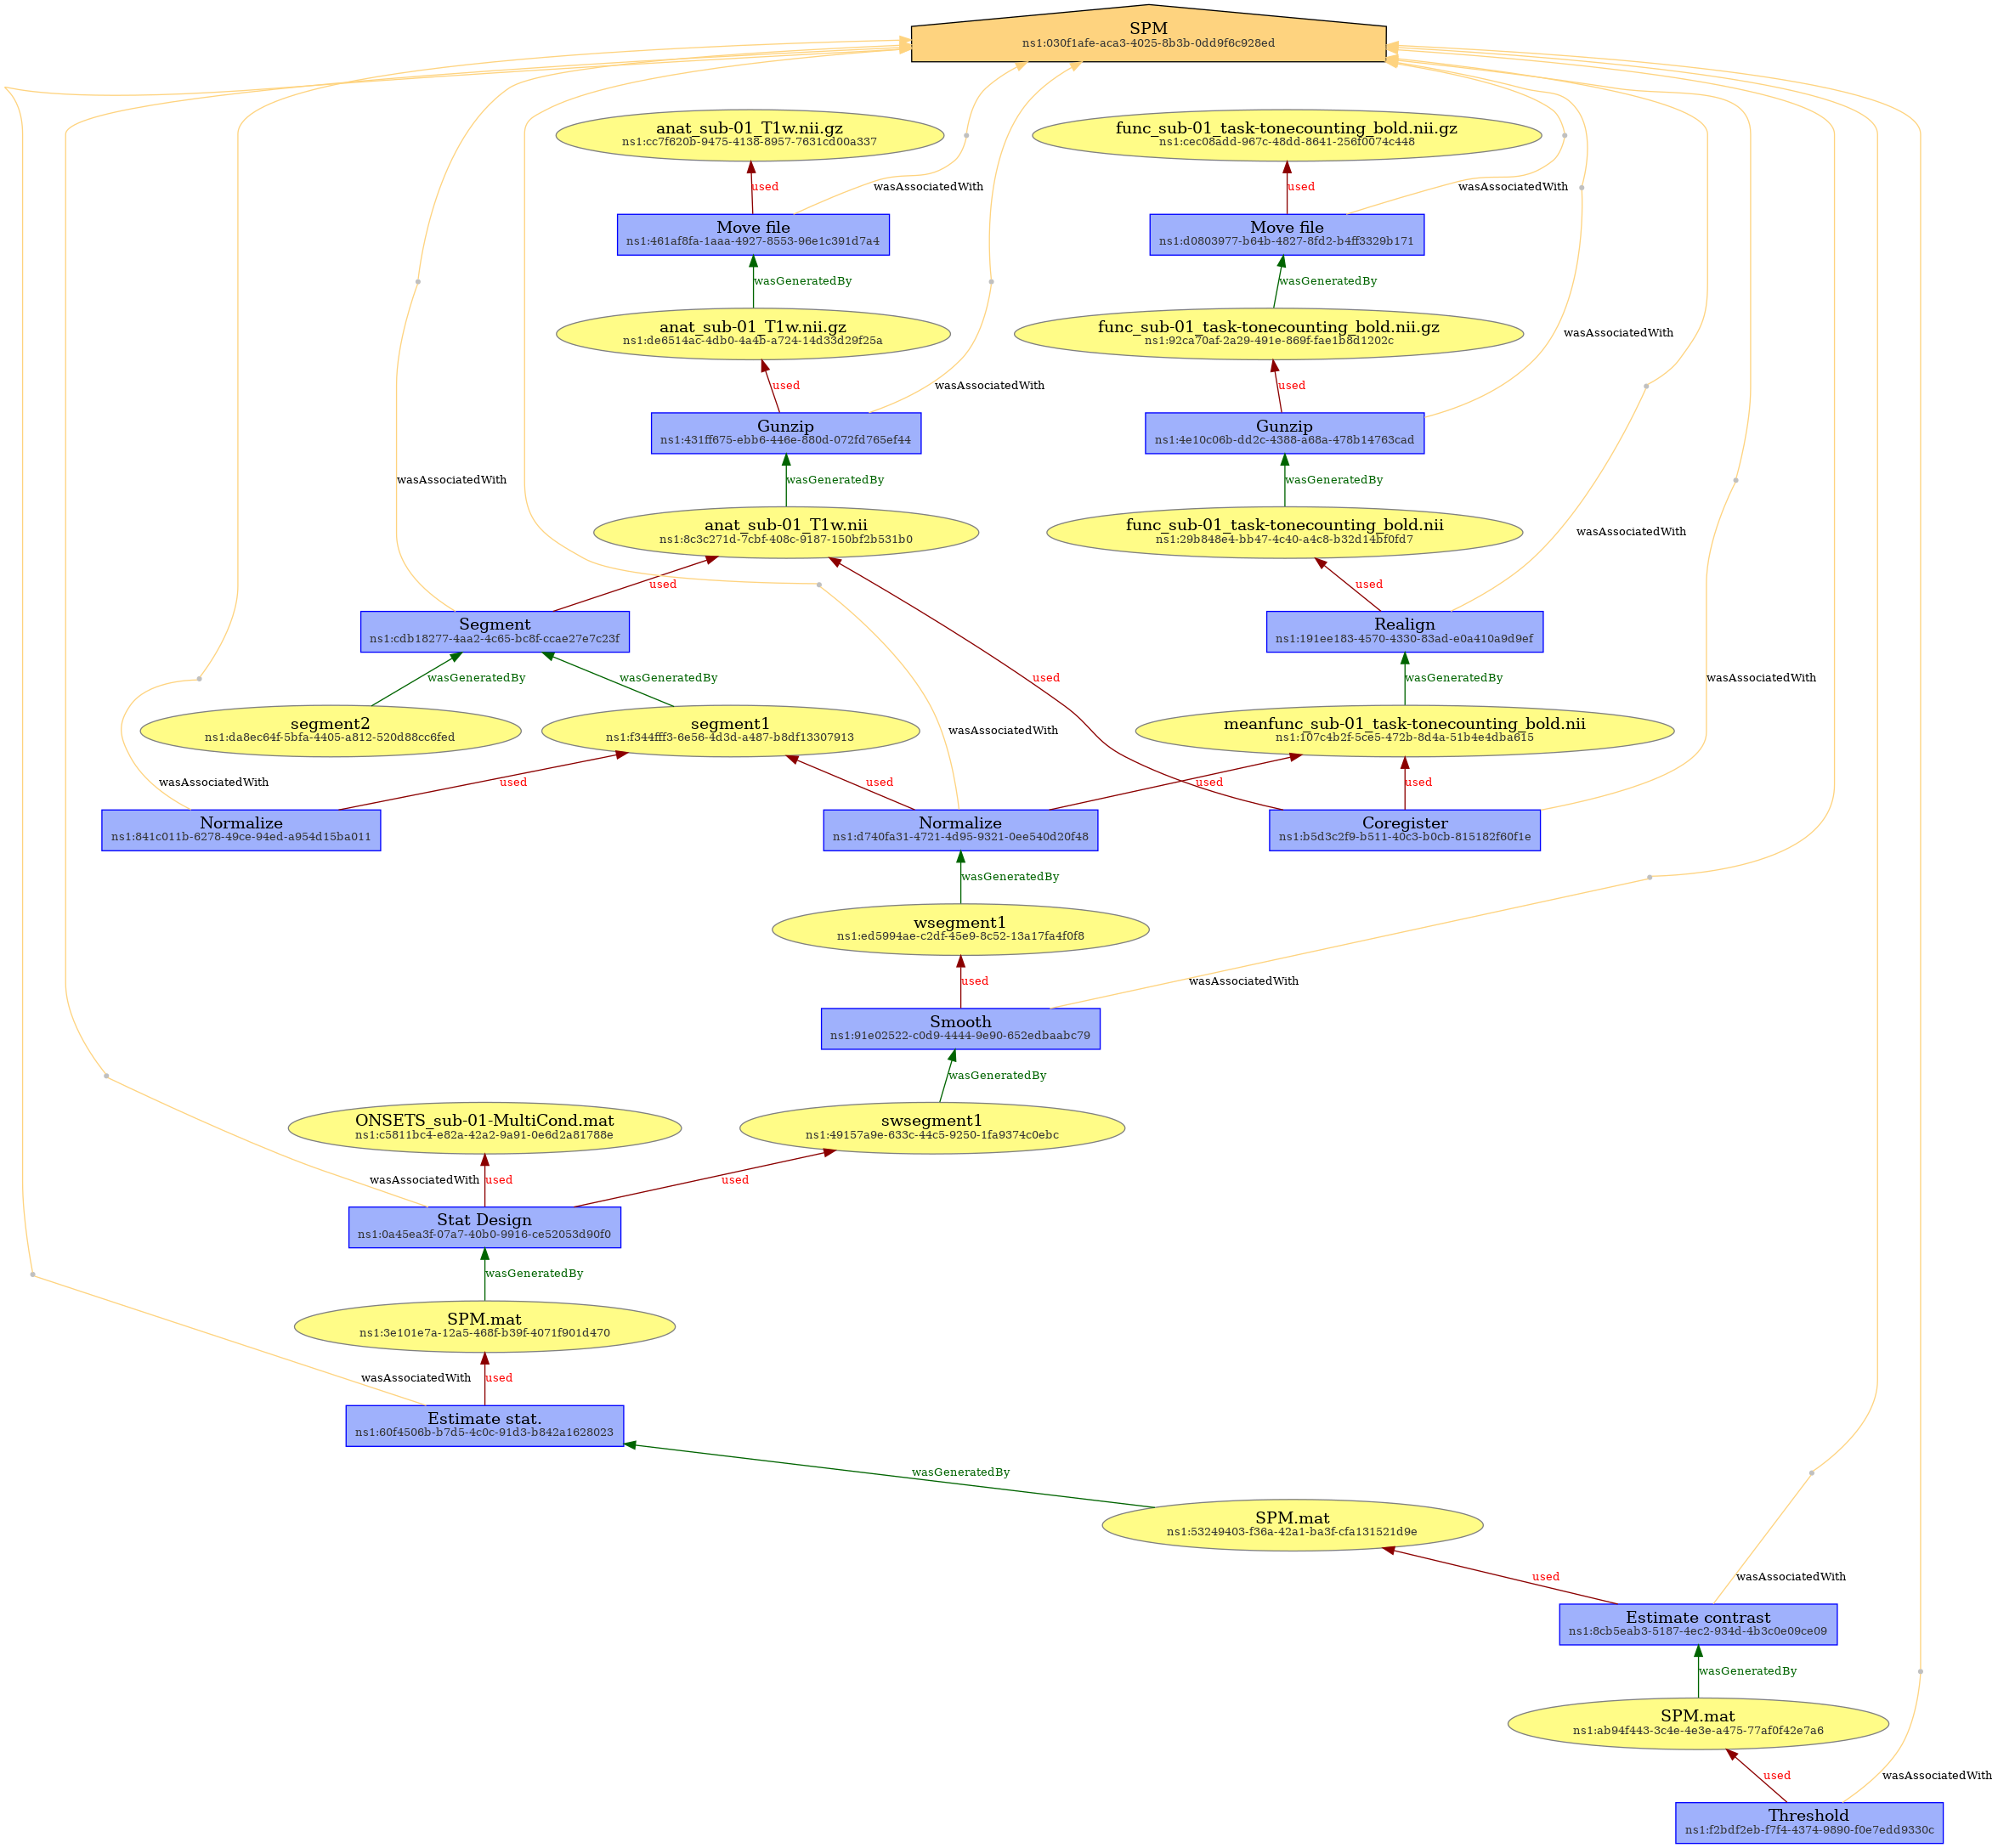 SPM
ns1:030f1afe-aca3-4025-8b3b-0dd9f6c928ed
anat_sub-01_T1w.nii.gz
ns1:cc7f620b-9475-4138-8957-7631cd00a337
func_sub-01_task-tonecounting_bold.nii.gz
ns1:cec08add-967c-48dd-8641-256f0074c448
used
wasAssociatedWith
used
wasAssociatedWith
Move file
ns1:461af8fa-1aaa-4927-8553-96e1c391d7a4
Move file
ns1:d0803977-b64b-4827-8fd2-b4ff3329b171
wasGeneratedBy
wasGeneratedBy
anat_sub-01_T1w.nii.gz
ns1:de6514ac-4db0-4a4b-a724-14d33d29f25a
func_sub-01_task-tonecounting_bold.nii.gz
ns1:92ca70af-2a29-491e-869f-fae1b8d1202c
wasAssociatedWith
used
wasAssociatedWith
used
Gunzip
ns1:431ff675-ebb6-446e-880d-072fd765ef44
Gunzip
ns1:4e10c06b-dd2c-4388-a68a-478b14763cad
wasAssociatedWith
wasGeneratedBy
wasGeneratedBy
anat_sub-01_T1w.nii
ns1:8c3c271d-7cbf-408c-9187-150bf2b531b0
func_sub-01_task-tonecounting_bold.nii
ns1:29b848e4-bb47-4c40-a4c8-b32d14bf0fd7
wasAssociatedWith
used
used
Segment
ns1:cdb18277-4aa2-4c65-bc8f-ccae27e7c23f
Realign
ns1:191ee183-4570-4330-83ad-e0a410a9d9ef
wasGeneratedBy
wasGeneratedBy
used
wasGeneratedBy
wasAssociatedWith
segment2
ns1:da8ec64f-5bfa-4405-a812-520d88cc6fed
segment1
ns1:f344fff3-6e56-4d3d-a487-b8df13307913
meanfunc_sub-01_task-tonecounting_bold.nii
ns1:107c4b2f-5ce5-472b-8d4a-51b4e4dba615
wasAssociatedWith
wasAssociatedWith
used
used
used
used
Normalize
ns1:841c011b-6278-49ce-94ed-a954d15ba011
Normalize
ns1:d740fa31-4721-4d95-9321-0ee540d20f48
Coregister
ns1:b5d3c2f9-b511-40c3-b0cb-815182f60f1e
wasGeneratedBy
wsegment1
ns1:ed5994ae-c2df-45e9-8c52-13a17fa4f0f8
used
wasAssociatedWith
Smooth
ns1:91e02522-c0d9-4444-9e90-652edbaabc79
wasGeneratedBy
ONSETS_sub-01-MultiCond.mat
ns1:c5811bc4-e82a-42a2-9a91-0e6d2a81788e
swsegment1
ns1:49157a9e-633c-44c5-9250-1fa9374c0ebc
wasAssociatedWith
used
used
Stat Design
ns1:0a45ea3f-07a7-40b0-9916-ce52053d90f0
wasGeneratedBy
SPM.mat
ns1:3e101e7a-12a5-468f-b39f-4071f901d470
wasAssociatedWith
used
Estimate stat.
ns1:60f4506b-b7d5-4c0c-91d3-b842a1628023
wasGeneratedBy
SPM.mat
ns1:53249403-f36a-42a1-ba3f-cfa131521d9e
used
wasAssociatedWith
Estimate contrast
ns1:8cb5eab3-5187-4ec2-934d-4b3c0e09ce09
wasGeneratedBy
SPM.mat
ns1:ab94f443-3c4e-4e3e-a475-77af0f42e7a6
used
wasAssociatedWith
Threshold
ns1:f2bdf2eb-f7f4-4374-9890-f0e7edd9330c